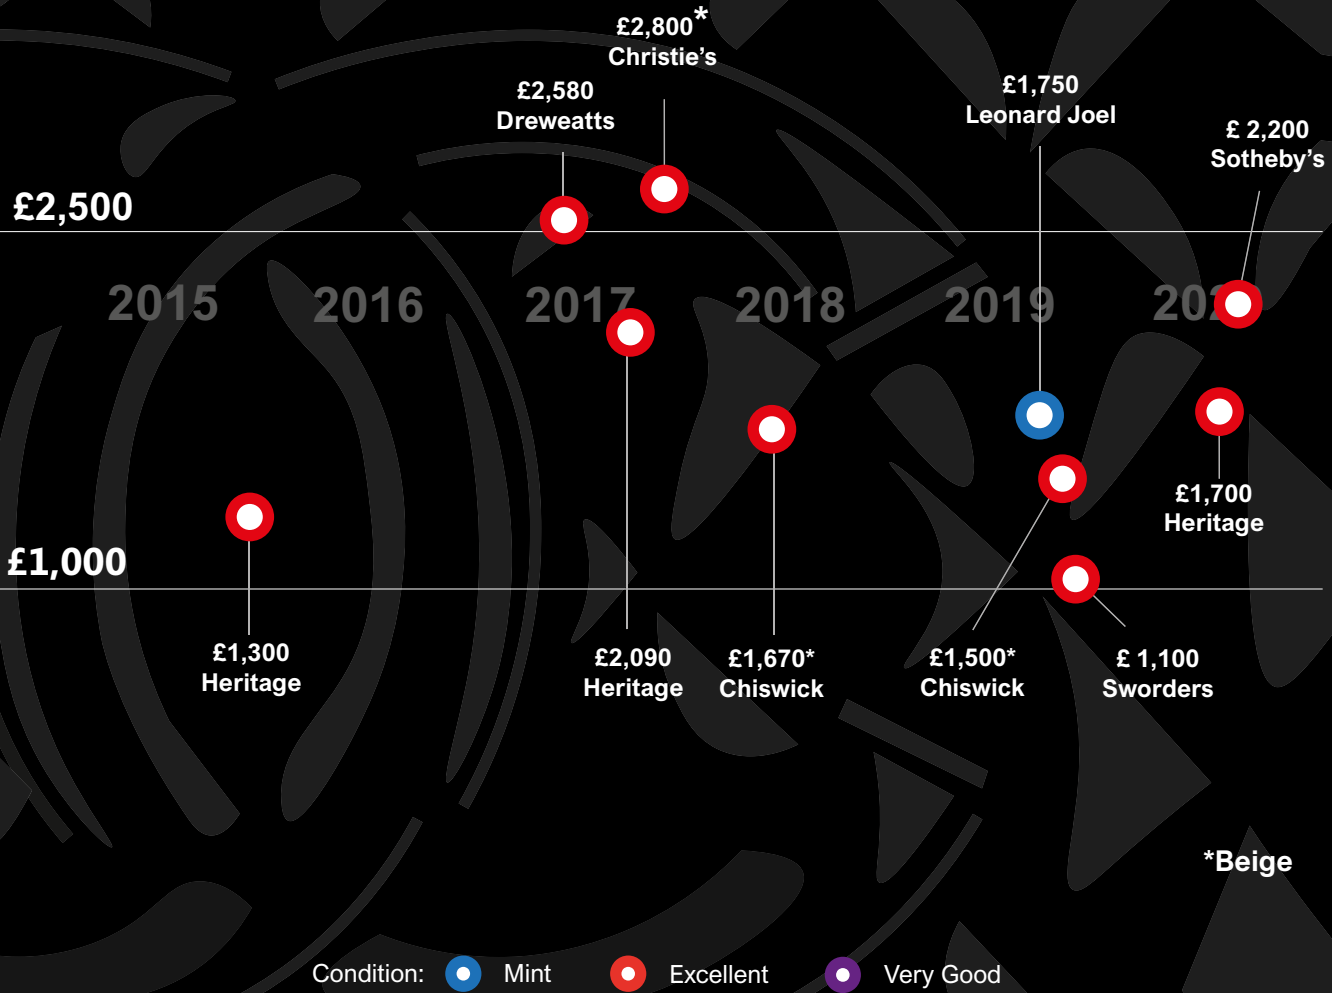 £2,800*
Christie's
£2,580
Dreweatts
£1,750
Leonard Joel
£ 2,200
Sotheby's
£2,500
2015
2016
2017
2018
2019
£1,700
Heritage
£1,000
£1,300
Heritage
£2,090
Heritage
£1,670*
Chiswick
£1,500*
Chiswick
£ 1,100
Sworders
*Beige
Condition: Mint Excellent Very Good